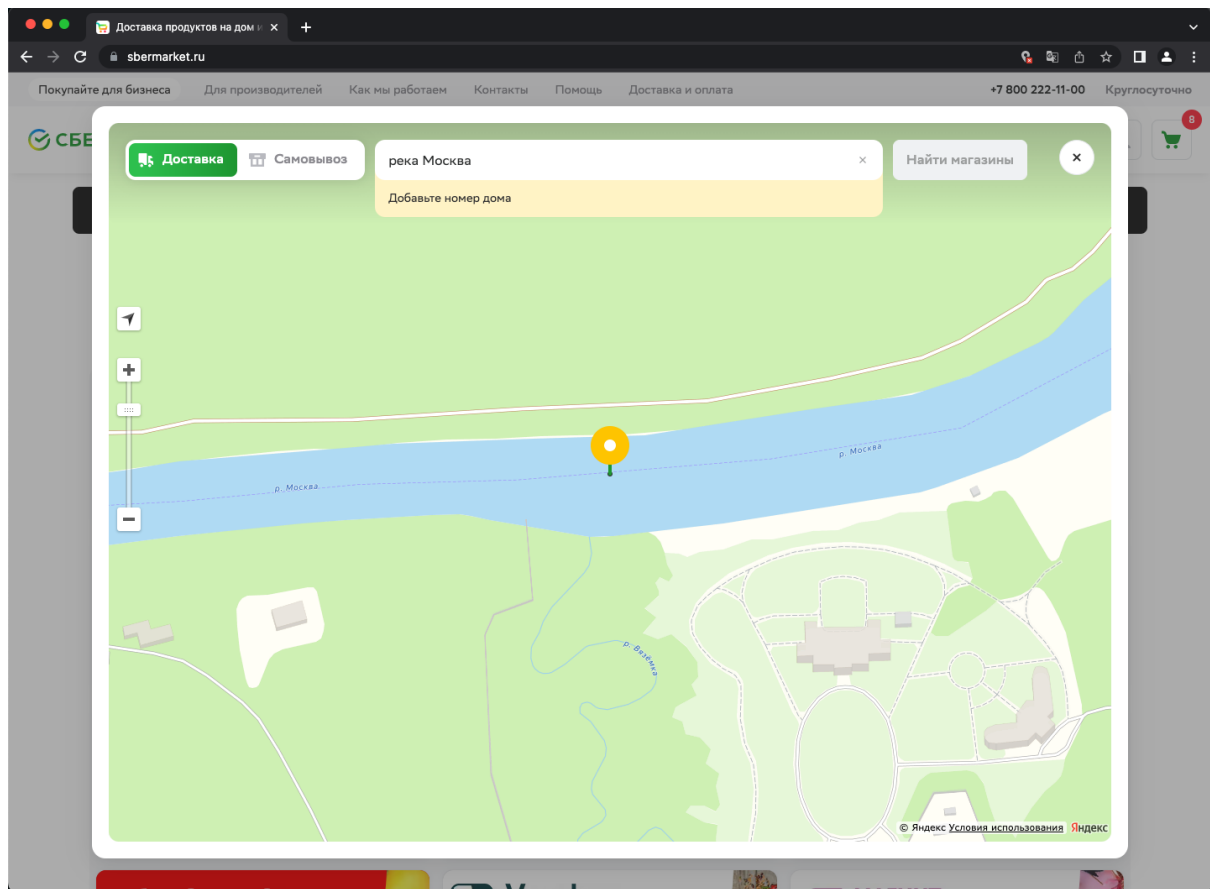 Доставка продуктов на дом и
sbermarket.ru
Покупайте для бизнеса Для производителей Как мы работаем Контакты Помощь Доставка и оплата +7 800 222-11-00 Круглосуточно
СБЕ
8
Доставка Самовывоз река Москва Найти магазины
Добавьте номер дома
р. Москва
р. Москва
р. Вязёмка
© Яндекс Условия использования Яндекс